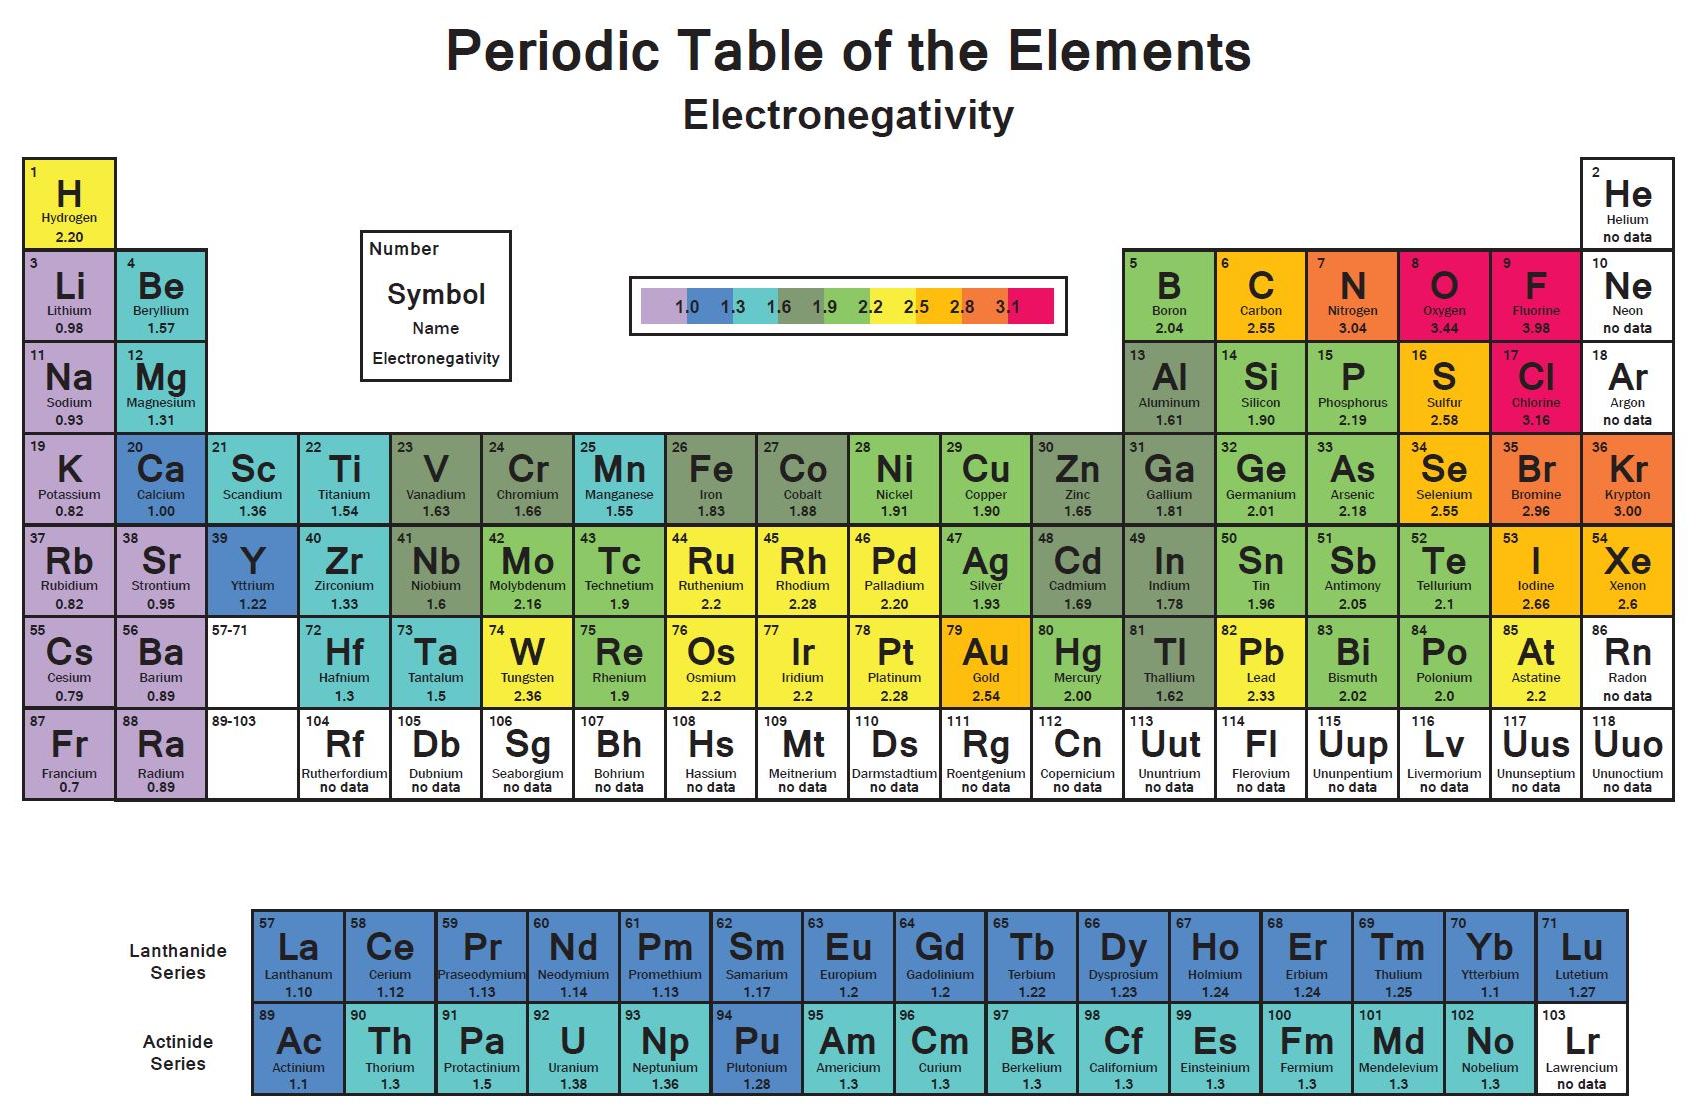 Periodic Table of the Elements
Electronegativity
1
H
Hydrogen
2.20
2
He
Helium
no data
Number
Symbol
Name
Electronegativity
1.0 1.3 1.6 1.9 2.2 2.5 2.8 3.1
3
Li
Lithium
0.98
4
Be
Beryllium
1.57
5
B
Boron
2.04
6
C
Carbon
2.55
7
N
Nitrogen
3.04
8
O
Oxygen
3.44
9
F
Fluorine
3.98
10
Ne
Neon
no data
11
Na
Sodium
0.93
12
Mg
Magnesium
1.31
13
Al
Aluminum
1.61
14
Si
Silicon
1.90
15
P
Phosphorus
2.19
16
S
Sulfur
2.58
17
Cl
Chlorine
3.16
18
Ar
Argon
no data
19
K
Potassium
0.82
20
Ca
Calcium
1.00
21
Sc
Scandium
1.36
22
Ti
Titanium
1.54
23
V
Vanadium
1.63
24
Cr
Chromium
1.66
25
Mn
Manganese
1.55
26
Fe
Iron
1.83
27
Co
Cobalt
1.88
28
Ni
Nickel
1.91
29
Cu
Copper
1.90
30
Zn
Zinc
1.65
31
Ga
Gallium
1.81
32
Ge
Germanium
2.01
33
As
Arsenic
2.18
34
Se
Selenium
2.55
35
Br
Bromine
2.96
36
Kr
Krypton
3.00
37
Rb
Rubidium
0.82
38
Sr
Strontium
0.95
39
Y
Yttrium
1.22
40
Zr
Zirconium
1.33
41
Nb
Niobium
1.6
42
Mo
Molybdenum
2.16
43
Tc
Technetium
1.9
44
Ru
Ruthenium
2.2
45
Rh
Rhodium
2.28
46
Pd
Palladium
2.20
47
Ag
Silver
1.93
48
Cd
Cadmium
1.69
49
In
Indium
1.78
50
Sn
Tin
1.96
51
Sb
Antimony
2.05
52
Te
Tellurium
2.1
53
I
Iodine
2.66
54
Xe
Xenon
2.6
55
Cs
Cesium
0.79
56
Ba
Barium
0.89
57-71
72
Hf
Hafnium
1.3
73
Ta
Tantalum
1.5
74
W
Tungsten
2.36
75
Re
Rhenium
1.9
76
Os
Osmium
2.2
77
Ir
Iridium
2.2
78
Pt
Platinum
2.28
79
Au
Gold
2.54
80
Hg
Mercury
2.00
81
Tl
Thallium
1.62
82
Pb
Lead
2.33
83
Bi
Bismuth
2.02
84
Po
Polonium
2.0
85
At
Astatine
2.2
86
Rn
Radon
no data
87
Fr
Francium
0.7
88
Ra
Radium
0.89
89-103
104
Rf
Rutherfordium
no data
105
Db
Dubnium
no data
106
Sg
Seaborgium
no data
107
Bh
Bohrium
no data
108
Hs
Hassium
no data
109
Mt
Meitnerium
no data
110
Ds
Darmstadtium
no data
111
Rg
Roentgenium
no data
112
Cn
Copernicium
no data
113
Uut
Ununtrium
no data
114
Fl
Flerovium
no data
115
Uup
Ununpentium
no data
116
Lv
Livermorium
no data
117
Uus
Ununseptium
no data
118
Uuo
Ununoctium
no data
Lanthanide
Series
57
La
Lanthanum
1.10
58
Ce
Cerium
1.12
59
Pr
Praseodymium
1.13
60
Nd
Neodymium
1.14
61
Pm
Promethium
1.13
62
Sm
Samarium
1.17
63
Eu
Europium
1.2
64
Gd
Gadolinium
1.2
65
Tb
Terbium
1.22
66
Dy
Dysprosium
1.23
67
Ho
Holmium
1.24
68
Er
Erbium
1.24
69
Tm
Thulium
1.25
70
Yb
Ytterbium
1.1
71
Lu
Lutetium
1.27
Actinide
Series
89
Ac
Actinium
1.1
90
Th
Thorium
1.3
91
Pa
Protactinium
1.5
92
U
Uranium
1.38
93
Np
Neptunium
1.36
94
Pu
Plutonium
1.28
95
Am
Americium
1.3
96
Cm
Curium
1.3
97
Bk
Berkelium
1.3
98
Cf
Californium
1.3
99
Es
Einsteinium
1.3
100
Fm
Fermium
1.3
101
Md
Mendelevium
1.3
102
No
Nobelium
1.3
103
Lr
Lawrencium
no data